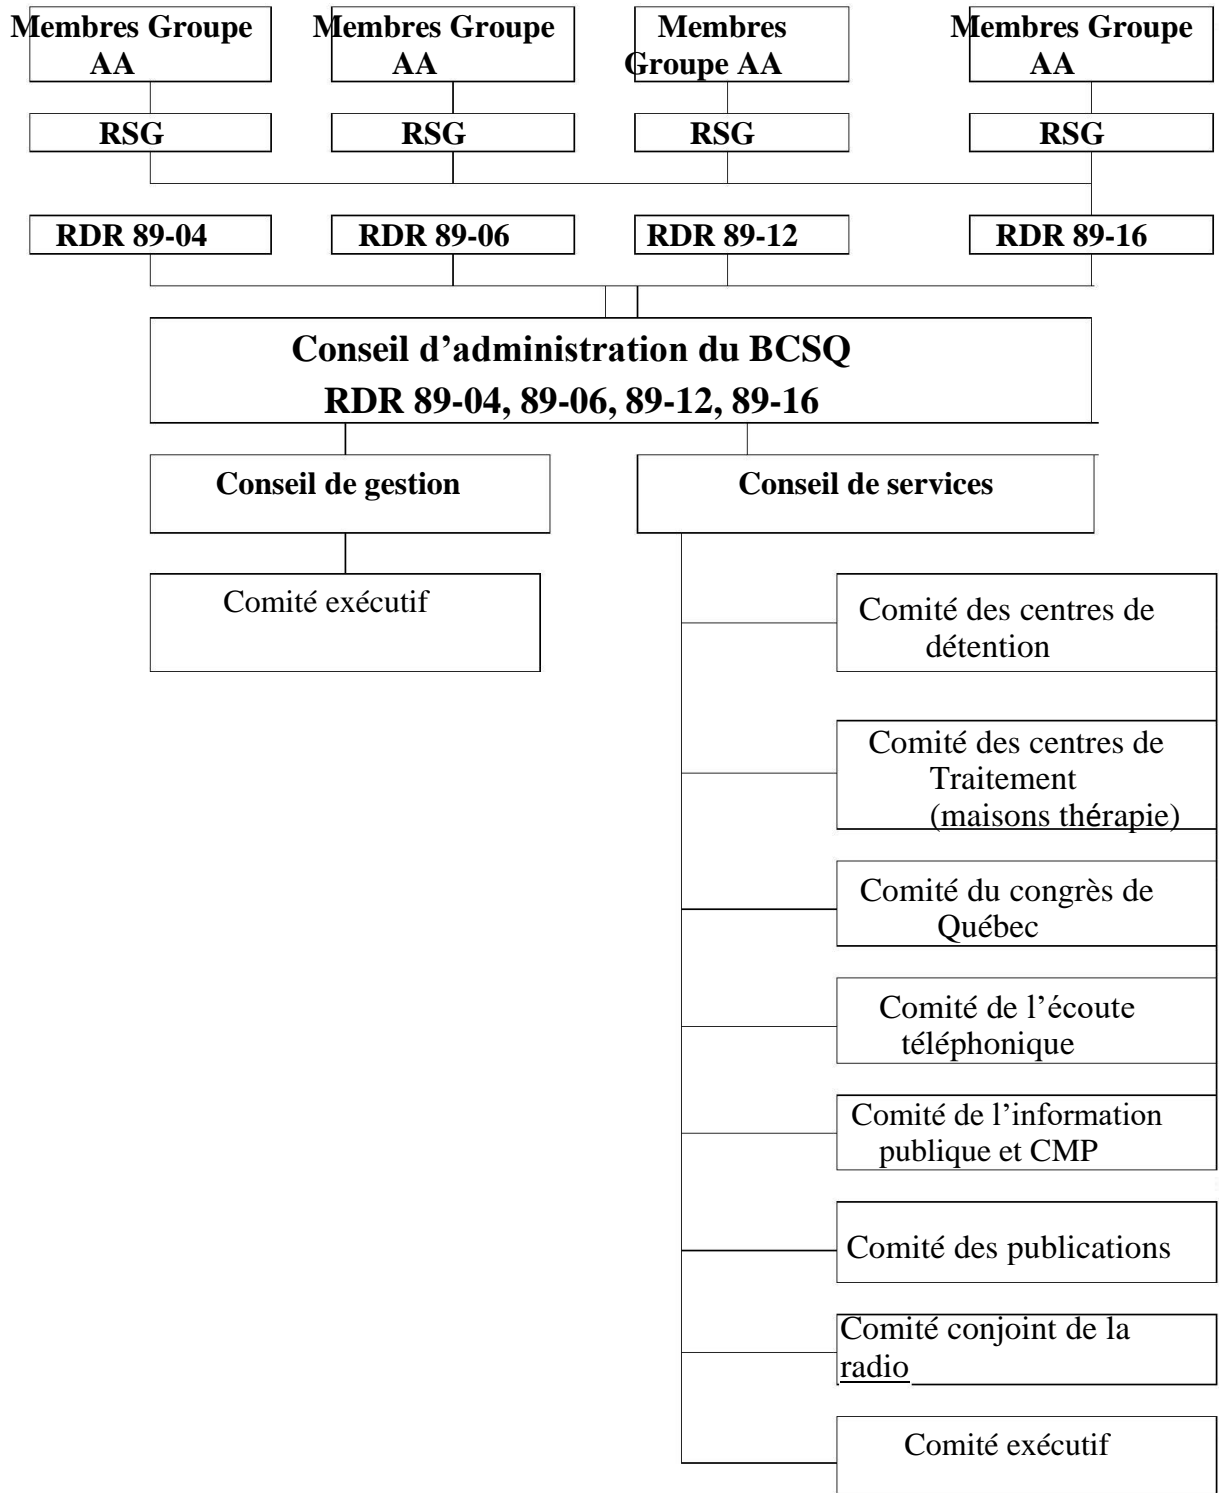 Membres Groupe
AA
Membres Groupe
AA
Membres
Groupe AA
Membres Groupe
AA
RSG
RSG
RSG
RSG
RDR 89-04
RDR 89-06
RDR 89-12
RDR 89-16
Conseil d’administration du BCSQ
RDR 89-04, 89-06, 89-12, 89-16
Conseil de gestion
Conseil de services
Comité exécutif
Comité des centres de
détention
Comité des centres de
Traitement
(maisons thérapie)
Comité du congrès de
Québec
Comité de l’écoute
téléphonique
Comité de l’information
publique et CMP
Comité des publications
Comité conjoint de la
radio
Comité exécutif